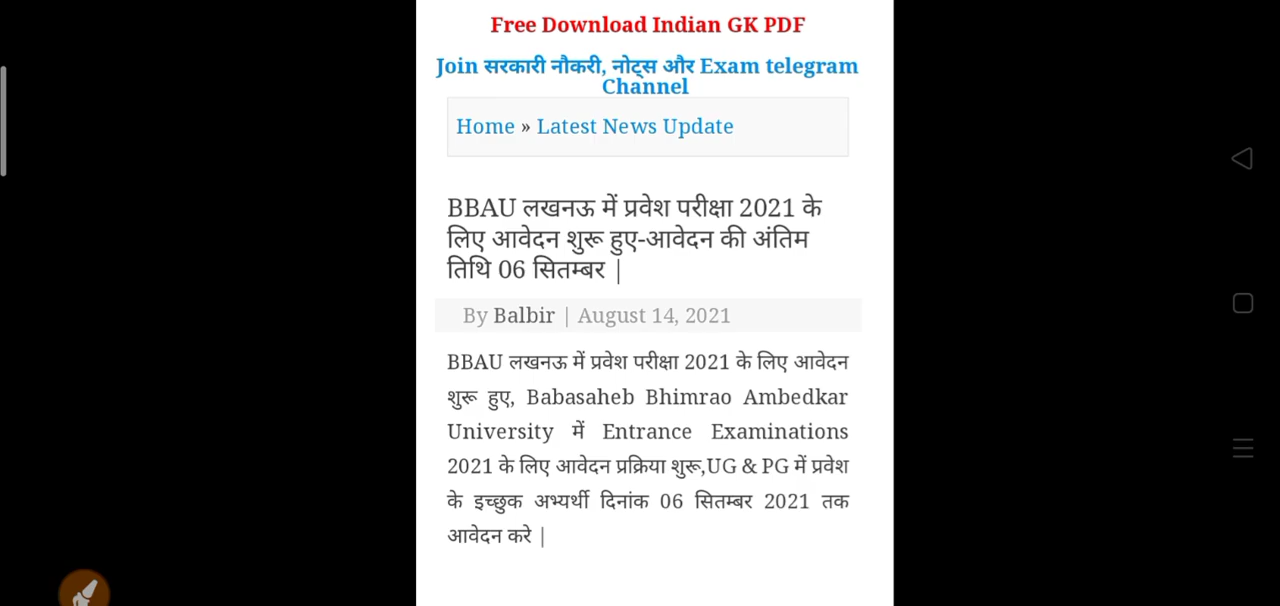 Free Download Indian GK PDF
Join सरकारी नौकरी, नोट्स और Exam telegram
Channel
Home » Latest News Update
BBAU लखनऊ में प्रवेश परीक्षा 2021 के
लिए आवेदन शुरू हुए-आवेदन की अंतिम
तिथि 06 सितम्बर |
By Balbir | August 14, 2021
BBAU लखनऊ में प्रवेश परीक्षा 2021 के लिए आवेदन
शुरू हुए, Babasaheb Bhimrao Ambedkar
University में Entrance Examinations
2021 के लिए आवेदन प्रक्रिया शुरू,UG & PG में प्रवेश
के इच्छुक अभ्यर्थी दिनांक 06 सितम्बर 2021 तक
आवेदन करे |